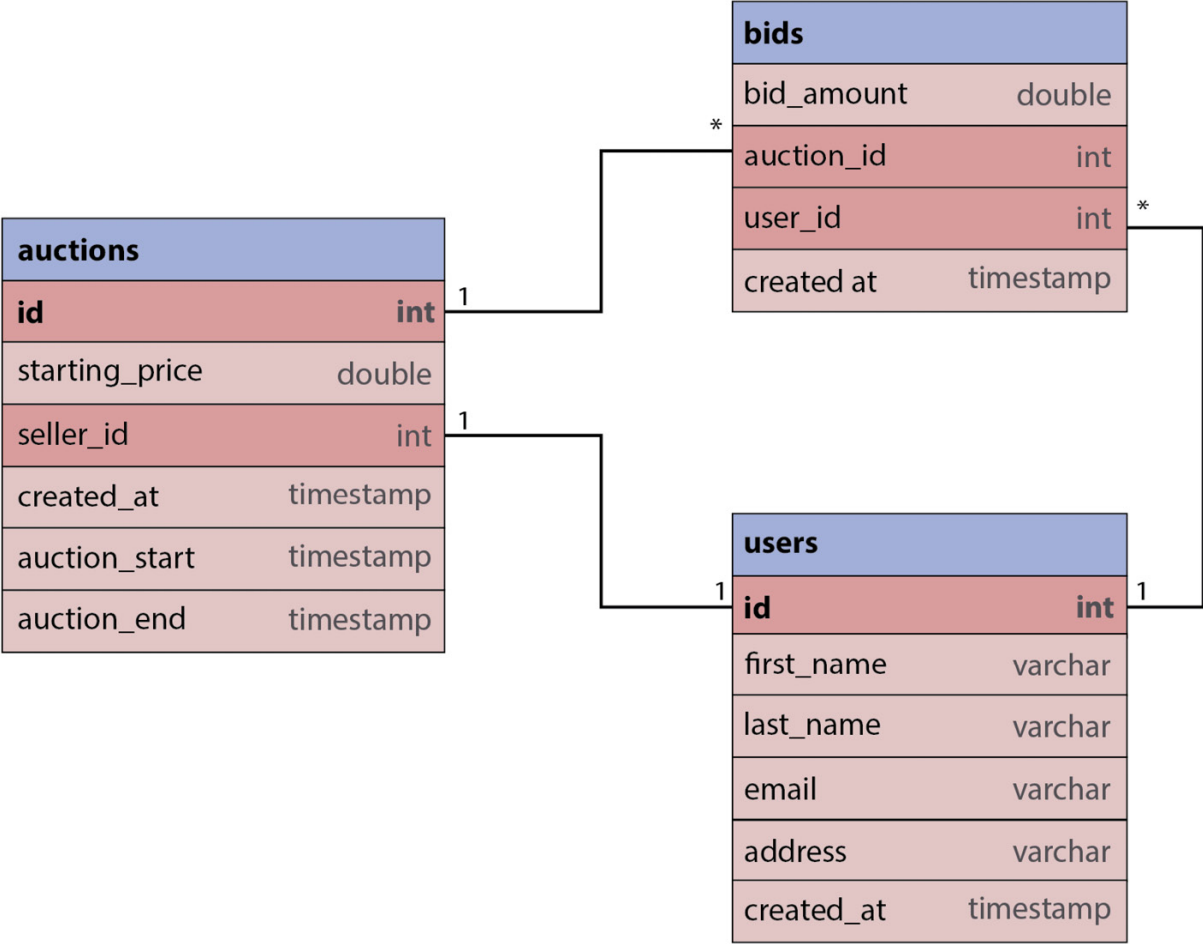 bids
bid_amount double
* auction_id int
user_id int *
created at timestamp
auctions
id int 1
starting_price double
seller_id int 1
created_at timestamp
auction_start timestamp
auction_end timestamp
users
1 id int 1
first_name varchar
last_name varchar
email varchar
address varchar
created_at timestamp